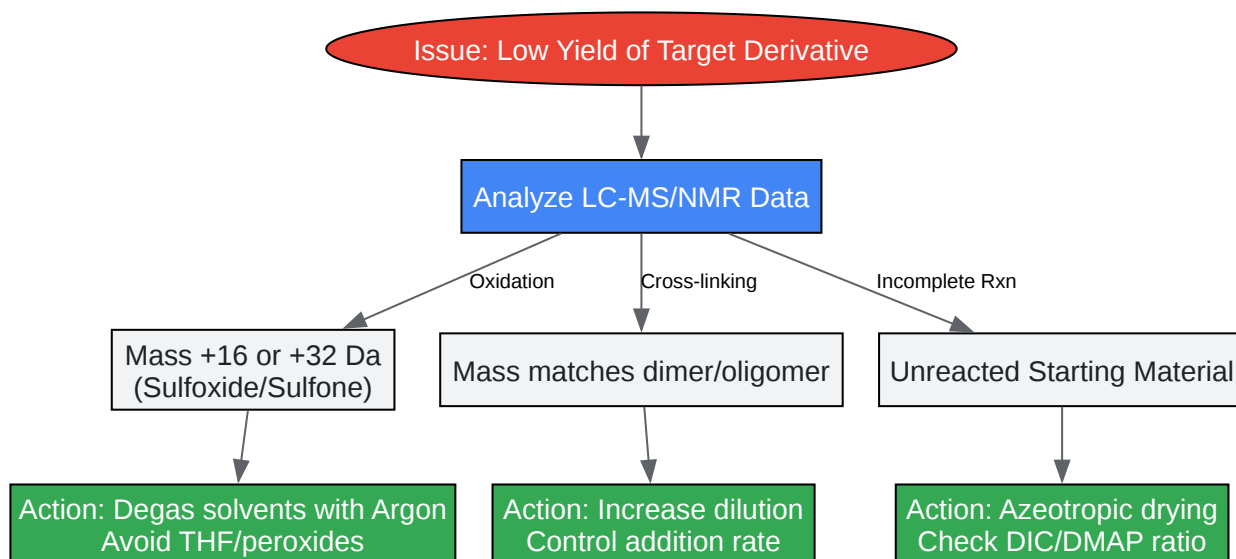 Issue: Low Yield of Target Derivative
Analyze LC-MS/NMR Data
Oxidation
Cross-linking
Incomplete Rxn
Mass +16 or +32 Da
(Sulfoxide/Sulfone)
Mass matches dimer/oligomer
Unreacted Starting Material
Action: Degas solvents with Argon
Avoid THF/peroxides
Action: Increase dilution
Control addition rate
Action: Azeotropic drying
Check DIC/DMAP ratio